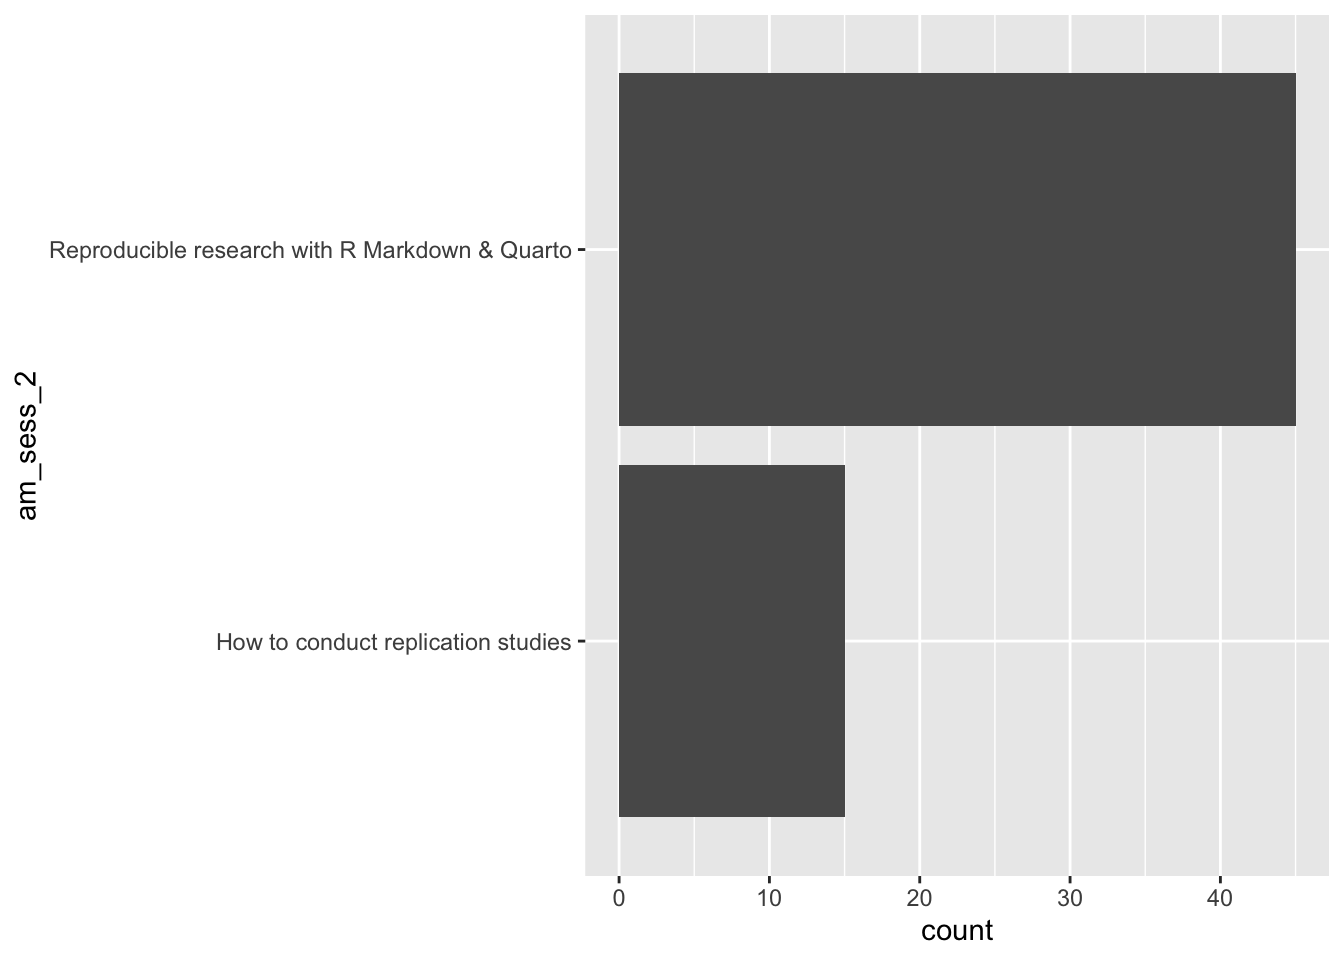 am_sess_2
Reproducible research with R Markdown & Quarto
How to conduct replication studies
0 10 20 30 40
count